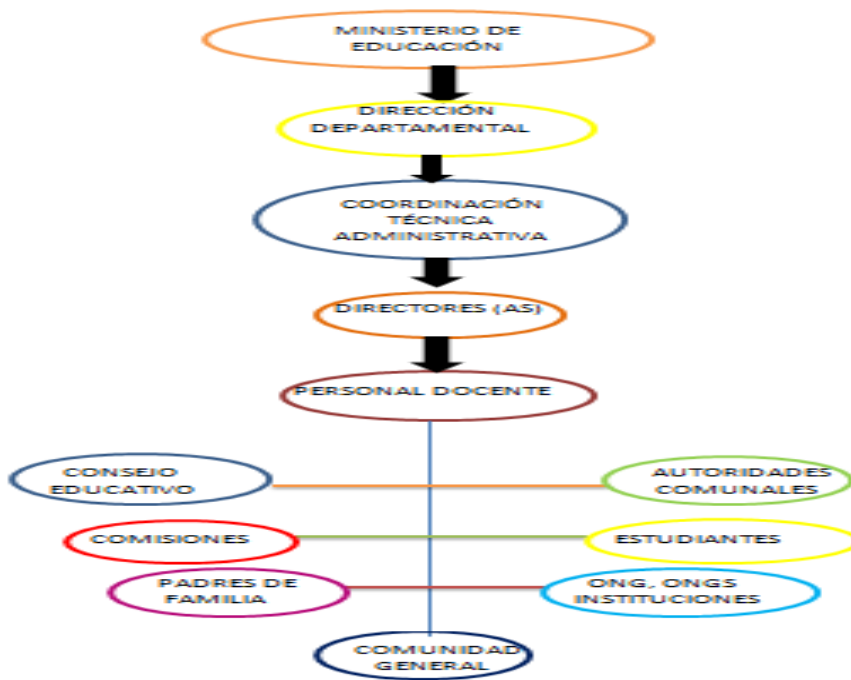 MINISTERIO DE
EDUCACIÓN
DIRECCIÓN
DEPARTAMENTAL
COORDINACIÓN
TÉCNICA
ADMINISTRATIVA
DIRECTORES (AS)
PERSONAL DOCENTE
CONSEJO
EDUCATIVO
AUTORIDADES
COMUNALES
COMISIONES
ESTUDIANTES
PADRES DE
FAMILIA
ONG, ONGS
INSTITUCIONES
COMUNIDAD
GENERAL